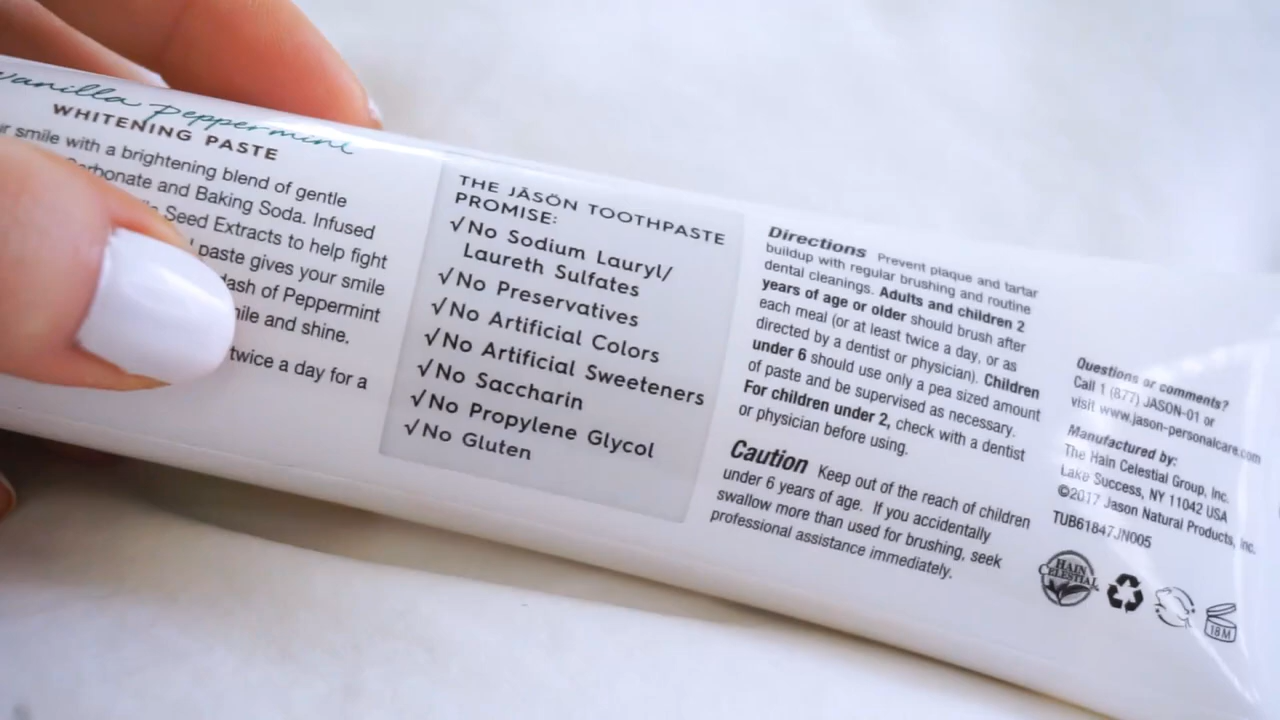 Vanilla Peppermint
WHITENING PASTE
smile with a brightening blend of gentle
and Baking Soda. Infused
Seed Extracts to help fight
paste gives your smile
of Peppermint
and shine.
twice a day for a
THE JĀSÖN TOOTHPASTE
PROMISE:
√No Sodium Lauryl/
Laureth Sulfates
√No Preservatives
√No Artificial Colors
√No Artificial Sweeteners
√No Saccharin
√No Propylene Glycol
√No Gluten
Directions Prevent plaque and tartar
buildup with regular brushing and routine
dental cleanings. Adults and children 2
years of age or older should brush after
each meal (or at least twice a day, or as
directed by a dentist or physician). Children
under 6 should use only a pea sized amount
of paste and be supervised as necessary.
For children under 2, check with a dentist
or physician before using.
Caution Keep out of the reach of children
under 6 years of age. If you accidentally
swallow more than used for brushing, seek
professional assistance immediately.
Questions or comments?
Call 1 (877) JASON-01 or
visit www.jason-personalcare.com
Manufactured by:
The Hain Celestial Group, Inc.
Lake Success, NY 11042 USA
©2017 Jason Natural Products, Inc.
TUB61847JN005
HAIN
CELESTIAL
18M